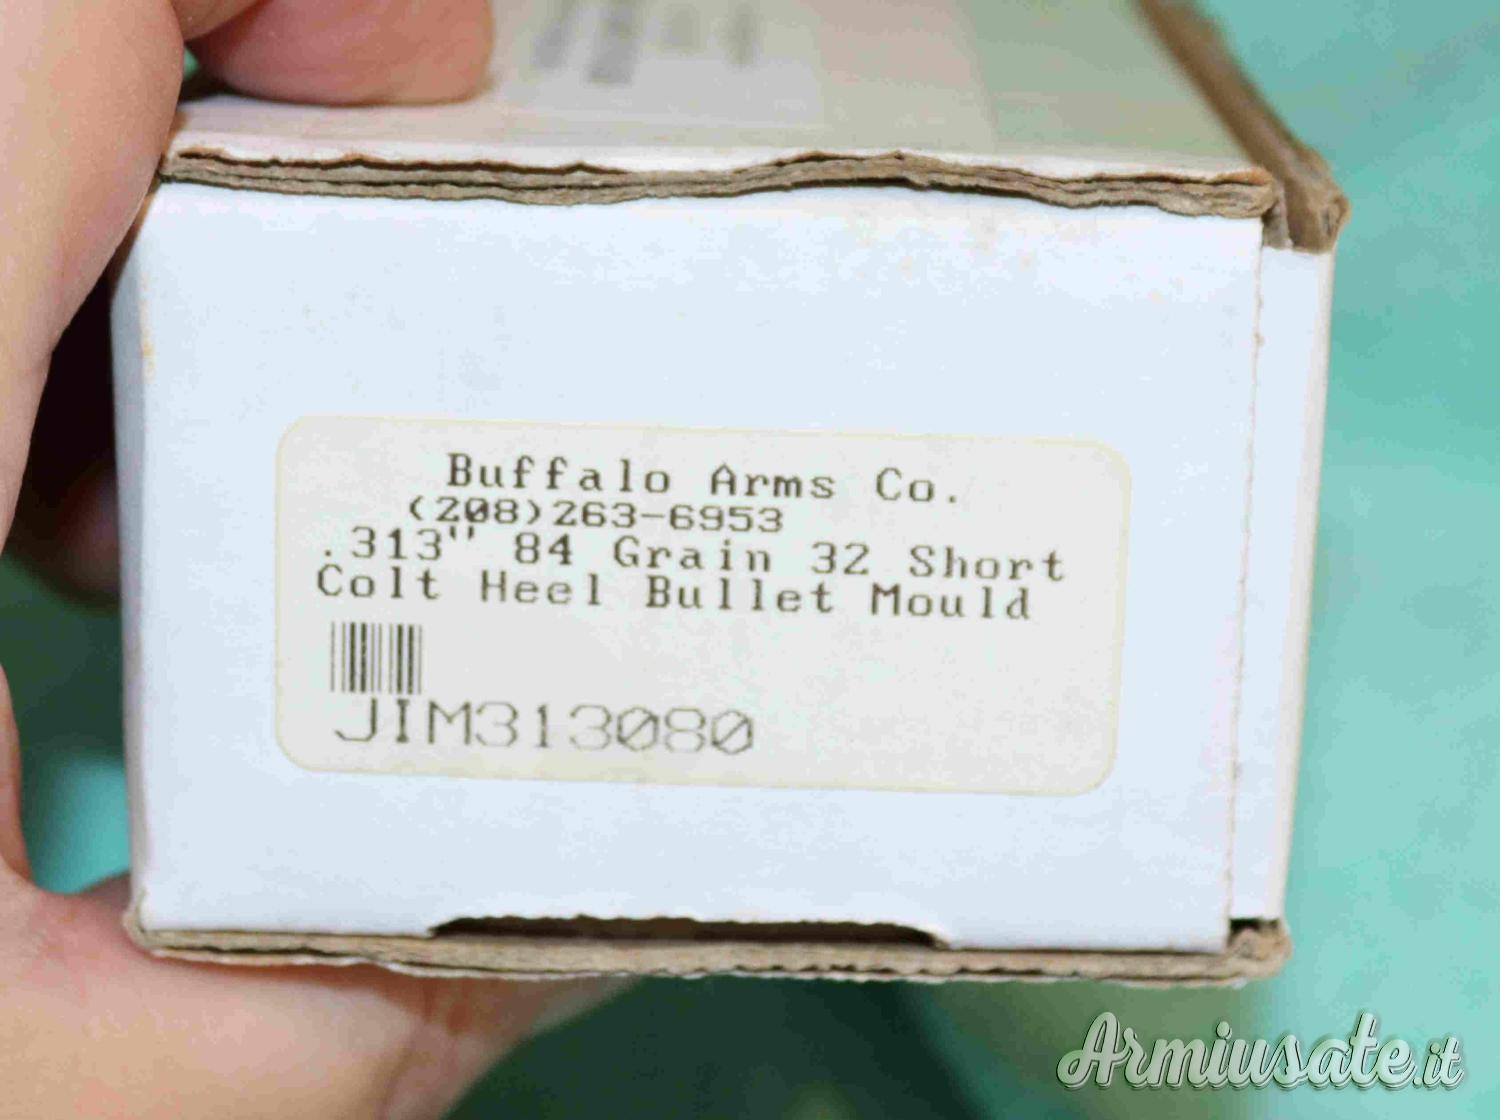 Buffalo Arms Co.
(208)263-6953
.313" 84 Grain 32 Short
Colt Heel Bullet Mould
JIM313080
Armiusate.it